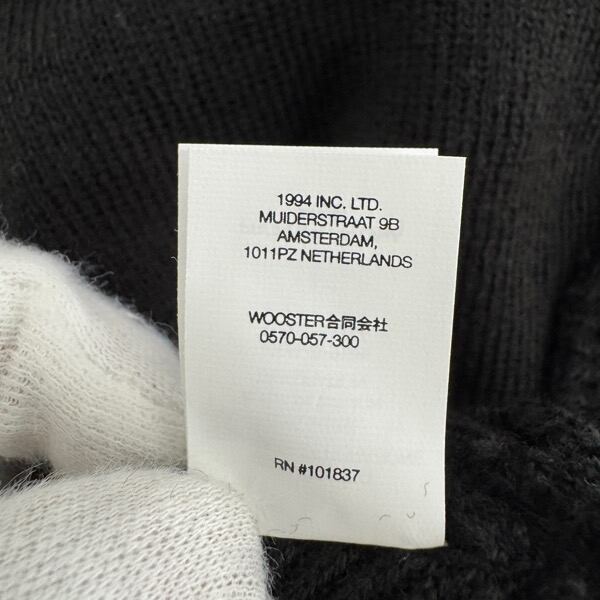 1994 INC. LTD.
MUIDERSTRAAT 9B
AMSTERDAM,
1011PZ NETHERLANDS
WOOSTER合同会社
0570-057-300
RN #101837